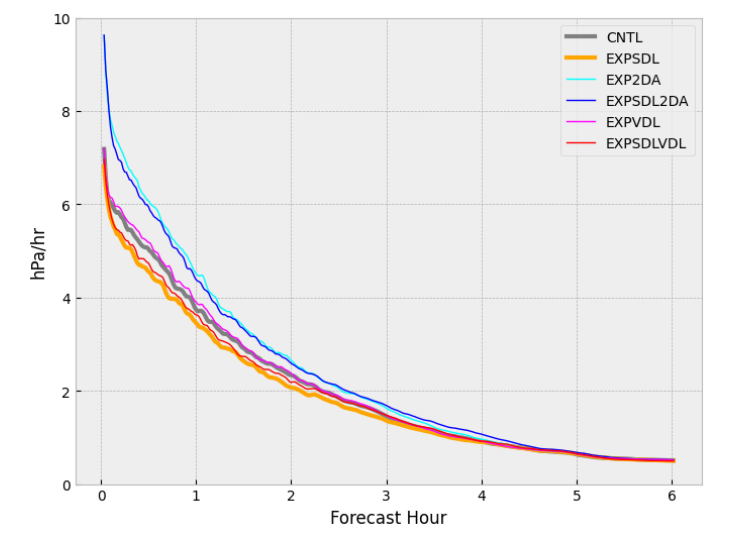 10
8
6
4
2
0
hPa/hr
CNTL
EXPSDL
EXP2DA
EXPSDL2DA
EXPVDL
EXPSDLVDL
0 1 2 3 4 5 6
Forecast Hour